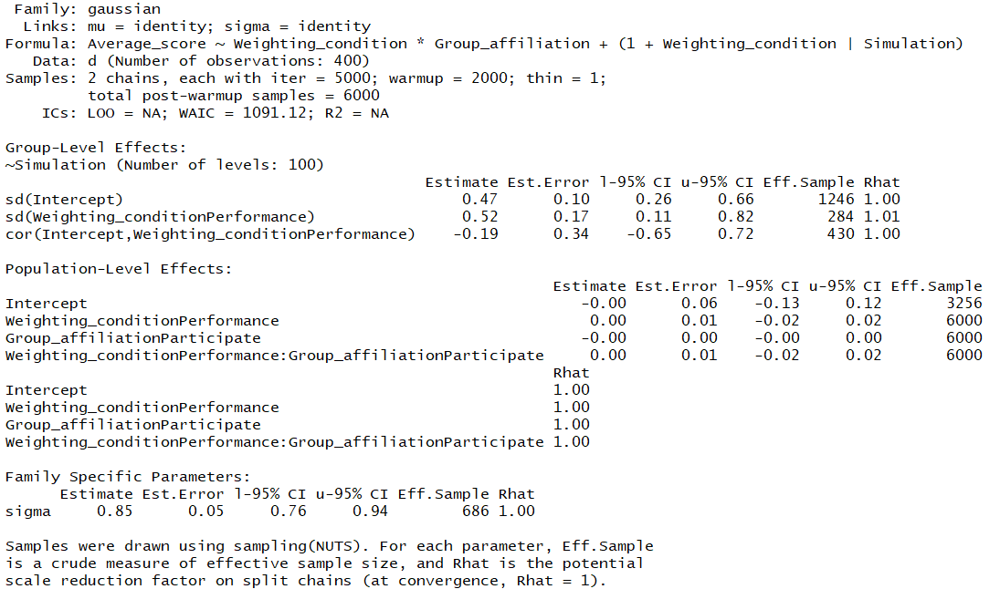 Family: gaussian
Links: mu = identity; sigma = identity
Formula: Average_score ~ Weighting_condition * Group_affiliation + (1 + Weighting_condition | Simulation)
Data: d (Number of observations: 400)
Samples: 2 chains, each with iter = 5000; warmup = 2000; thin = 1;
total post-warmup samples = 6000
ICs: LOO = NA; WAIC = 1091.12; R2 = NA
Group-Level Effects:
~Simulation (Number of levels: 100)
Estimate Est.Error l-95% CI u-95% CI Eff.Sample Rhat
sd(Intercept) 0.47 0.10 0.26 0.66 1246 1.00
sd(Weighting_conditionPerformance) 0.52 0.17 0.11 0.82 284 1.01
cor(Intercept,Weighting_conditionPerformance) -0.19 0.34 -0.65 0.72 430 1.00
Population-Level Effects:
Estimate Est.Error l-95% CI u-95% CI Eff.Sample
Intercept -0.00 0.06 -0.13 0.12 3256
Weighting_conditionPerformance 0.00 0.01 -0.02 0.02 6000
Group_affiliationParticipate -0.00 0.00 -0.00 0.00 6000
Weighting_conditionPerformance:Group_affiliationParticipate 0.00 0.01 -0.02 0.02 6000
Rhat
Intercept 1.00
Weighting_conditionPerformance 1.00
Group_affiliationParticipate 1.00
Weighting_conditionPerformance:Group_affiliationParticipate 1.00
Family Specific Parameters:
Estimate Est.Error l-95% CI u-95% CI Eff.Sample Rhat
sigma 0.85 0.05 0.76 0.94 686 1.00
Samples were drawn using sampling(NUTS). For each parameter, Eff.Sample
is a crude measure of effective sample size, and Rhat is the potential
scale reduction factor on split chains (at convergence, Rhat = 1).